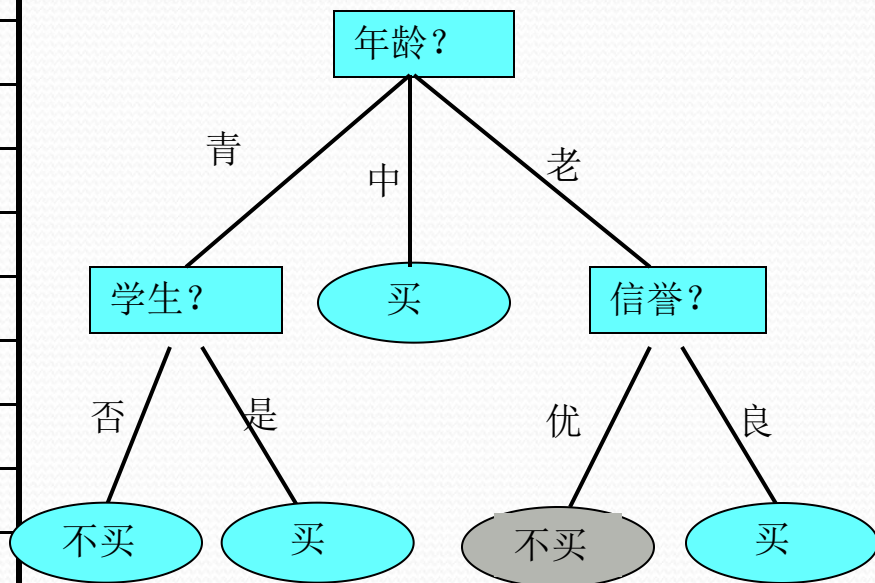 年龄？
青
中
老
学生？
买
信誉？
否
是
优
良
不买
买
不买
买